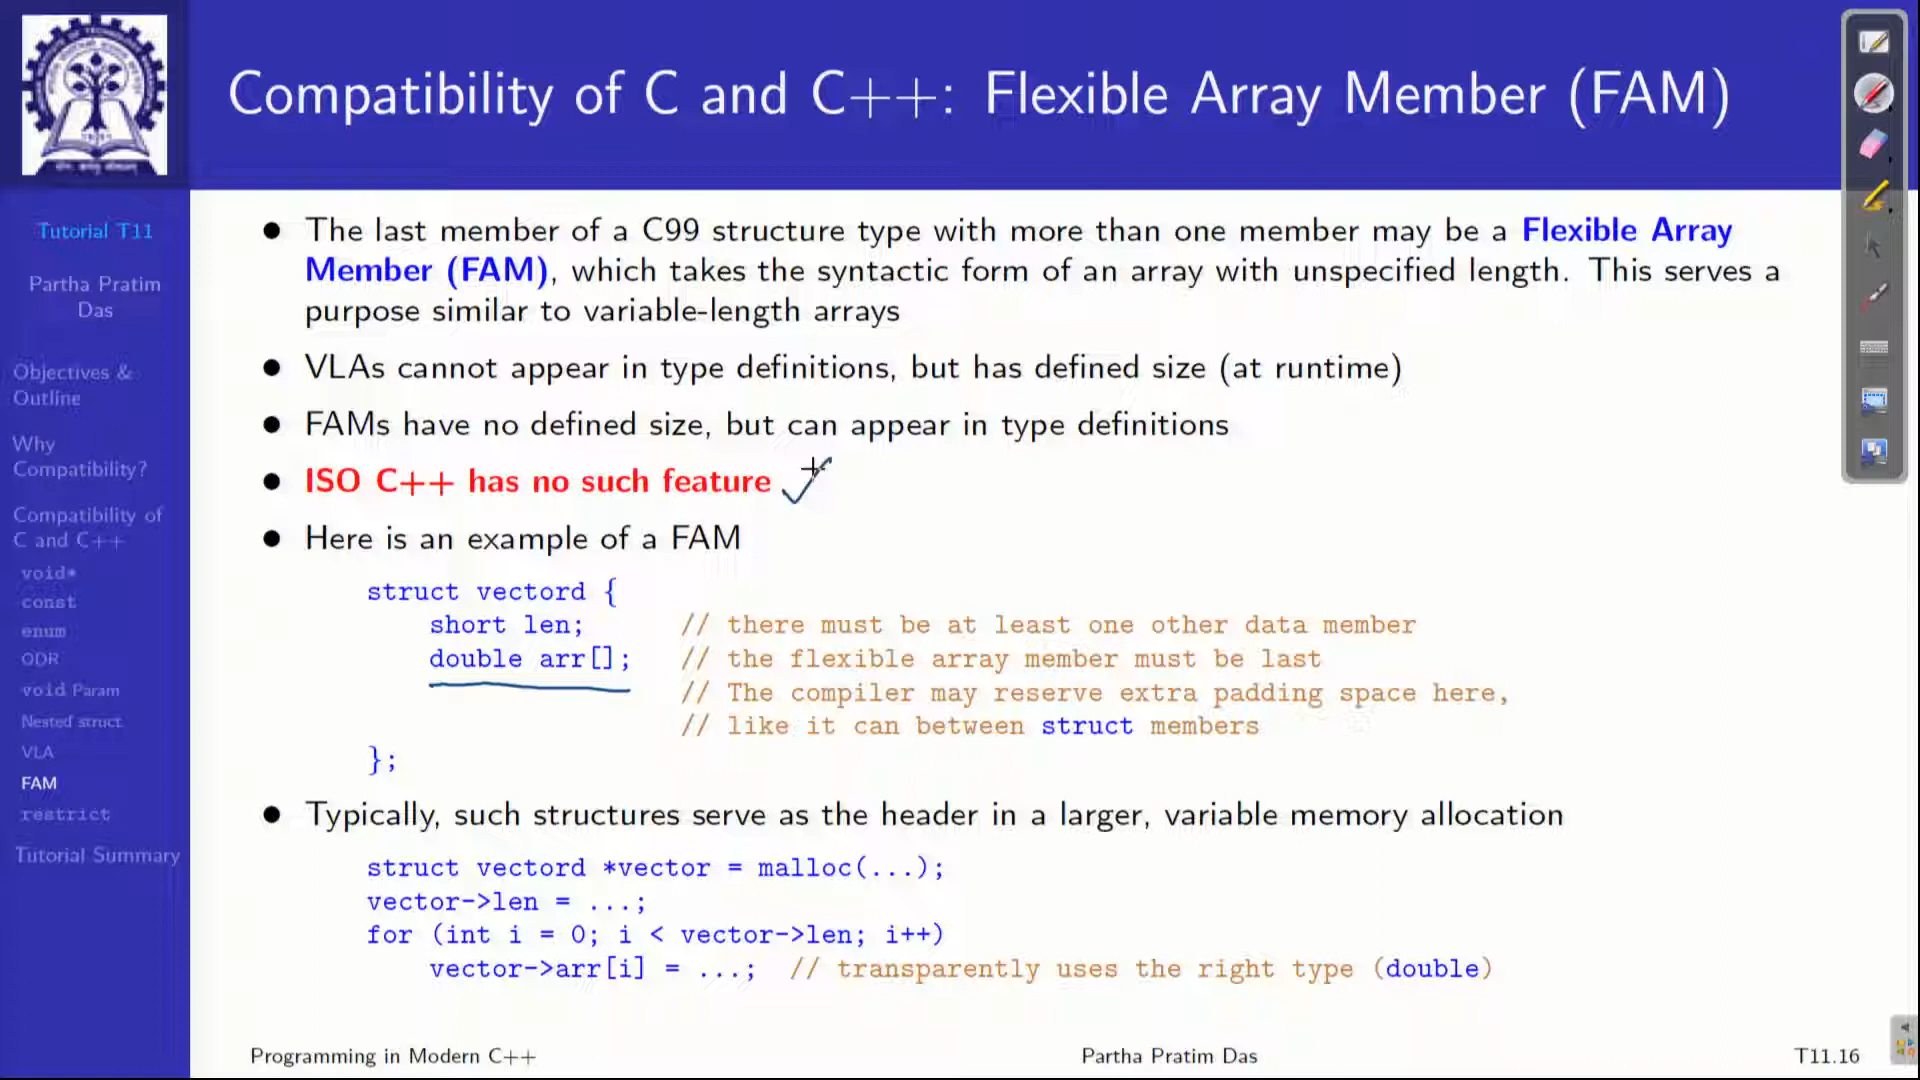 Compatibility of C and C++: Flexible Array Member (FAM)
Tutorial T11
Partha Pratim
Das
Objectives &
Outline
Why
Compatibility?
Compatibility of
C and C++
void*
const
enum
ODR
void Param
Nested struct
VLA
FAM
restrict
Tutorial Summary
● The last member of a C99 structure type with more than one member may be a Flexible Array
Member (FAM), which takes the syntactic form of an array with unspecified length. This serves a
purpose similar to variable-length arrays
● VLAs cannot appear in type definitions, but has defined size (at runtime)
● FAMs have no defined size, but can appear in type definitions
● ISO C++ has no such feature
● Here is an example of a FAM
struct vectord {
short len; // there must be at least one other data member
double arr[]; // the flexible array member must be last
// The compiler may reserve extra padding space here,
// like it can between struct members
};
● Typically, such structures serve as the header in a larger, variable memory allocation
struct vectord *vector = malloc(...);
vector->len = ...;
for (int i = 0; i < vector->len; i++)
vector->arr[i] = ...; // transparently uses the right type (double)
Programming in Modern C++ Partha Pratim Das T11.16